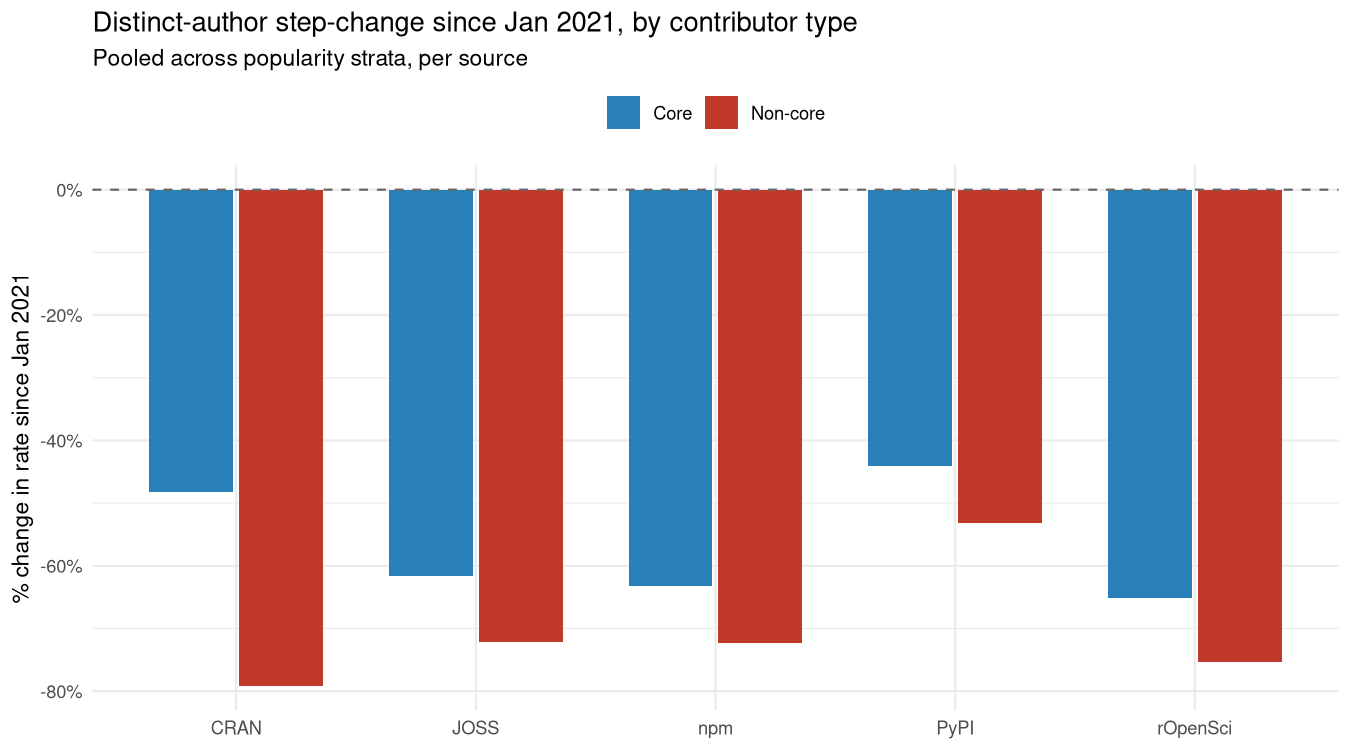 Distinct-author step-change since Jan 2021, by contributor type
Pooled across popularity strata, per source
Core
Non-core
% change in rate since Jan 2021
0%
-20%
-40%
-60%
-80%
CRAN
JOSS
npm
PyPI
rOpenSci